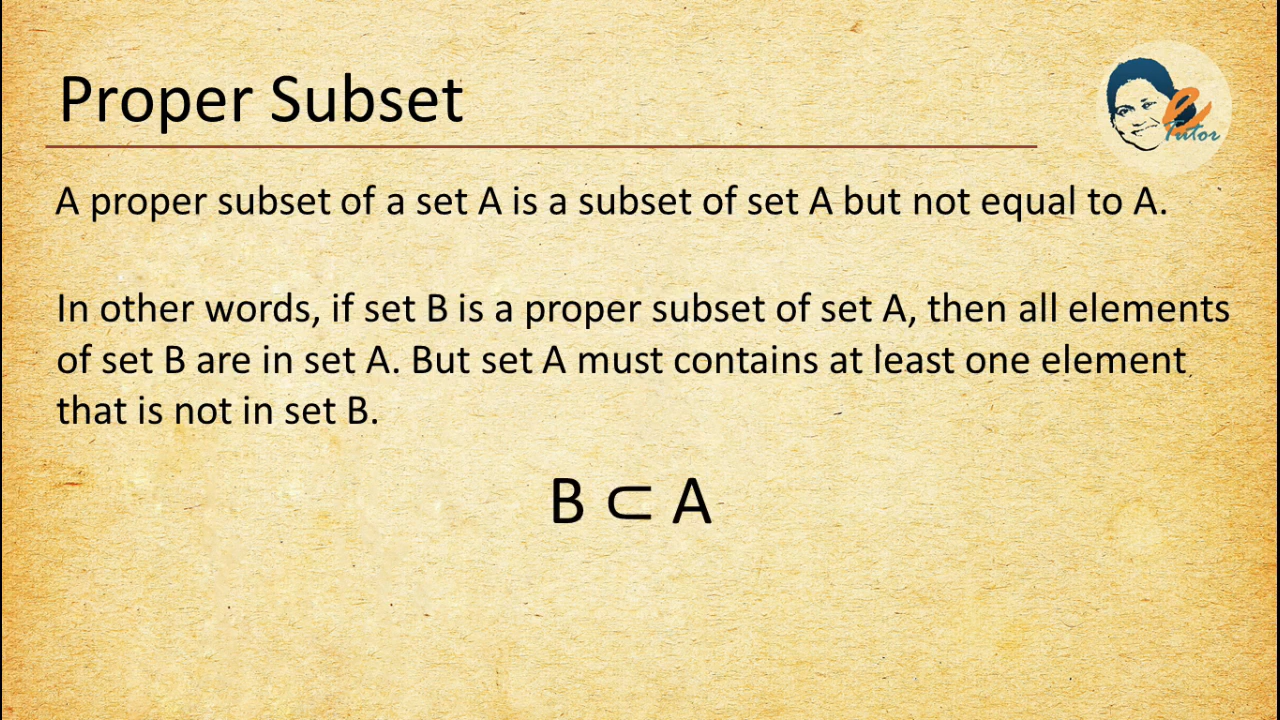 Proper Subset
e
Tutor
A proper subset of a set A is a subset of set A but not equal to A.
In other words, if set B is a proper subset of set A, then all elements
of set B are in set A. But set A must contains at least one element
that is not in set B.
B ⊂ A